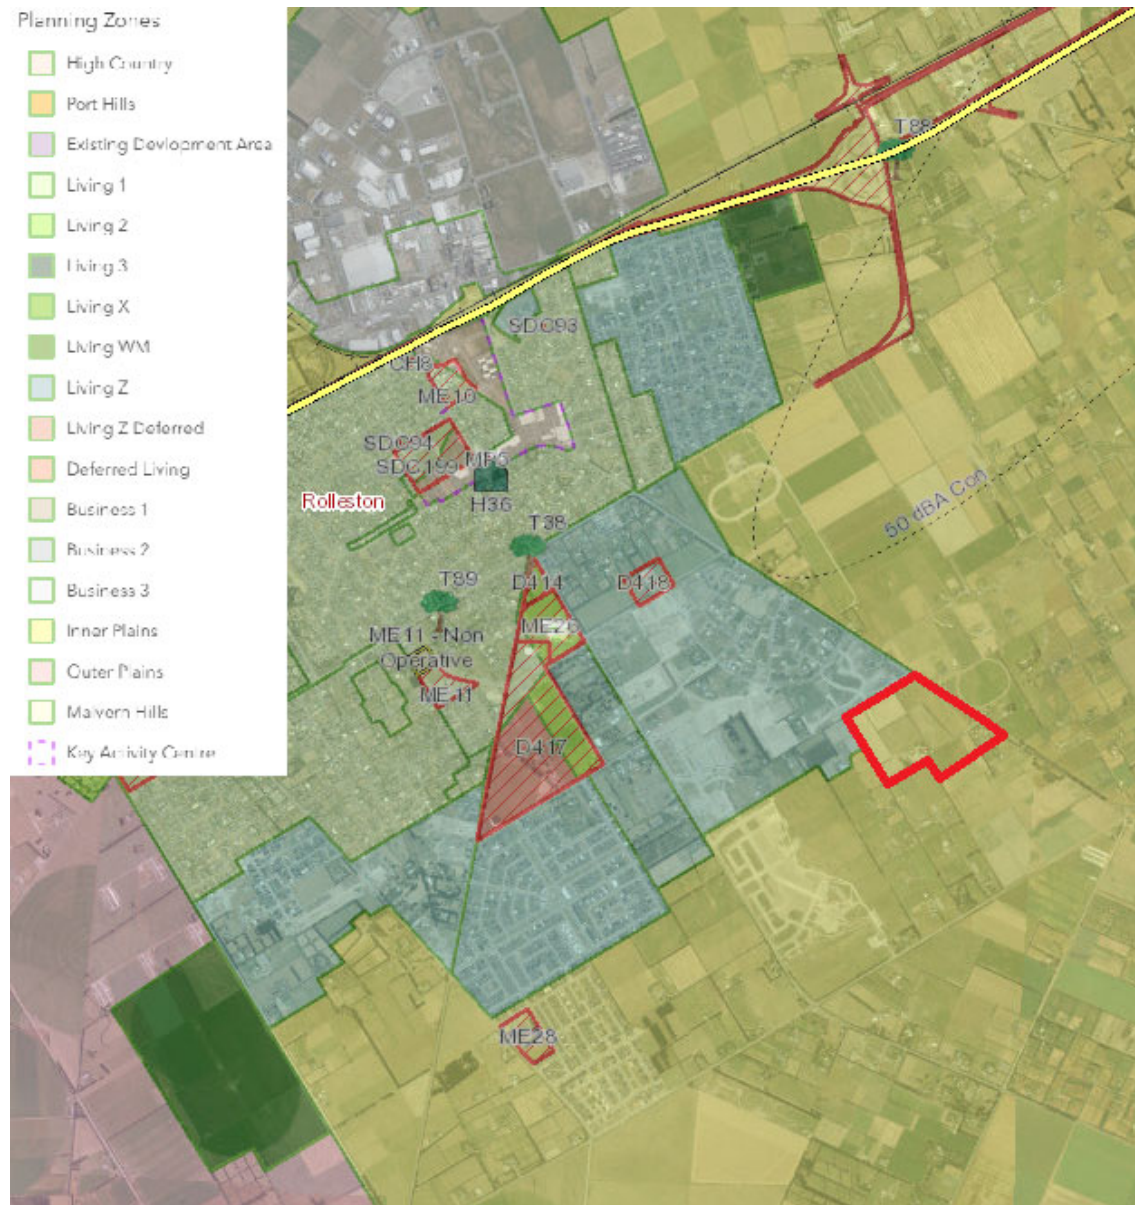 Planning Zones
High Country
Port Hills
Existing Devlopment Area
Living 1
Living 2
Living 3
Living X
Living WM
Living Z
Living Z Deferred
Deferred Living
Business 1
Business 2
Business 3
Inner Plains
Outer Plains
Malvern Hills
Key Activity Centre
T88
SDC93
CH8
ME10
SDC94
SDC199
MP5
H36
Rolleston
50 dBA Con
T38
D414
D418
T89
ME26
ME11 - Non
Operative
ME11
D417
ME28